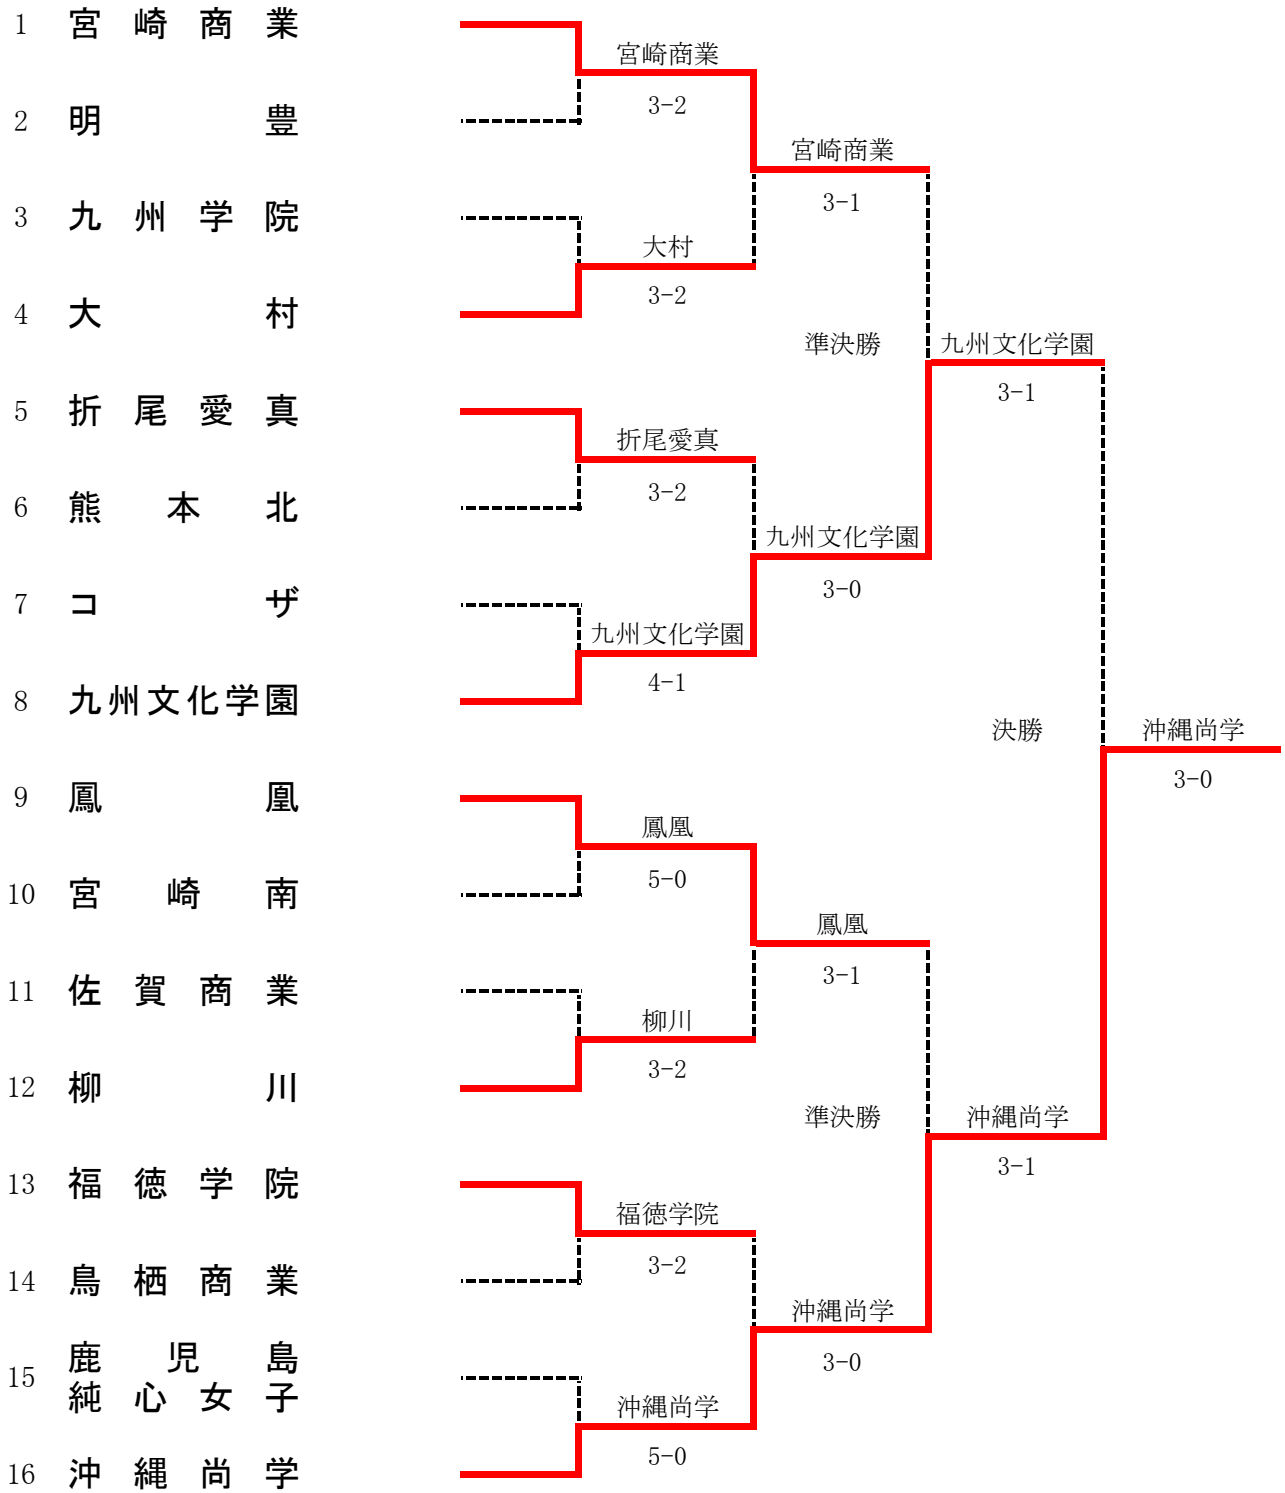 1 宮崎商業
宮崎商業
3-2
2 明豊
宮崎商業
3-1
3 九州学院
大村
3-2
4 大村
準決勝
九州文化学園
3-1
5 折尾愛真
折尾愛真
3-2
6 熊本北
九州文化学園
3-0
7 コザ
九州文化学園
4-1
8 九州文化学園
決勝
沖縄尚学
3-0
9 鳳凰
鳳凰
5-0
10 宮崎南
鳳凰
3-1
11 佐賀商業
柳川
3-2
12 柳川
準決勝
沖縄尚学
3-1
13 福徳学院
福徳学院
3-2
14 鳥栖商業
沖縄尚学
3-0
15 鹿児島
純心女子
沖縄尚学
5-0
16 沖縄尚学